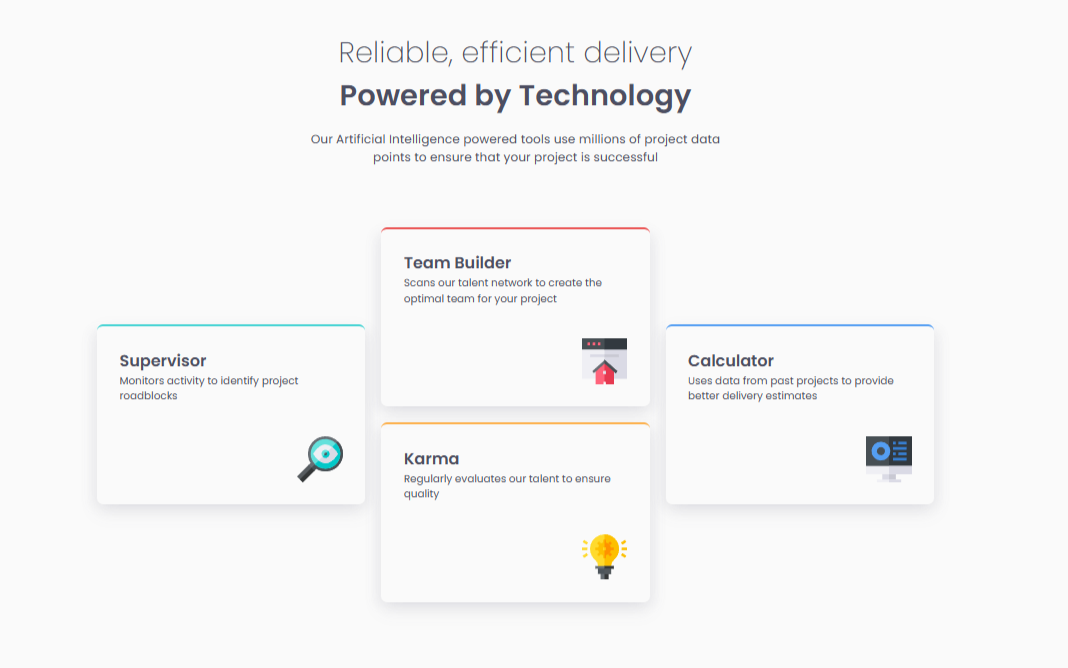 Reliable, efficient delivery
Powered by Technology
Our Artificial Intelligence powered tools use millions of project data
points to ensure that your project is successful
Supervisor
Monitors activity to identify project
roadblocks
Team Builder
Scans our talent network to create the
optimal team for your project
Karma
Regularly evaluates our talent to ensure
quality
Calculator
Uses data from past projects to provide
better delivery estimates